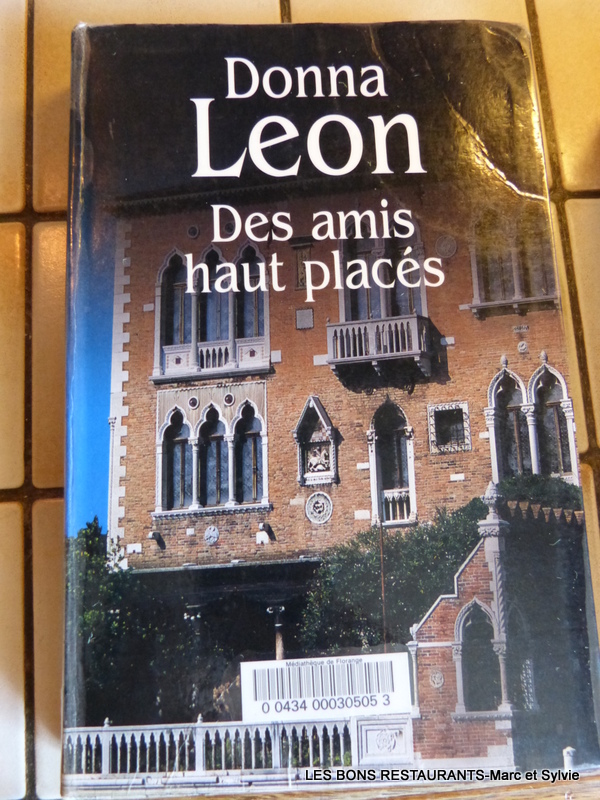 Donna
Leon
Des amis
haut placés
Médiathèque de Florange
0 0434 00030505 3
LES BONS RESTAURANTS-Marc et Sylvie